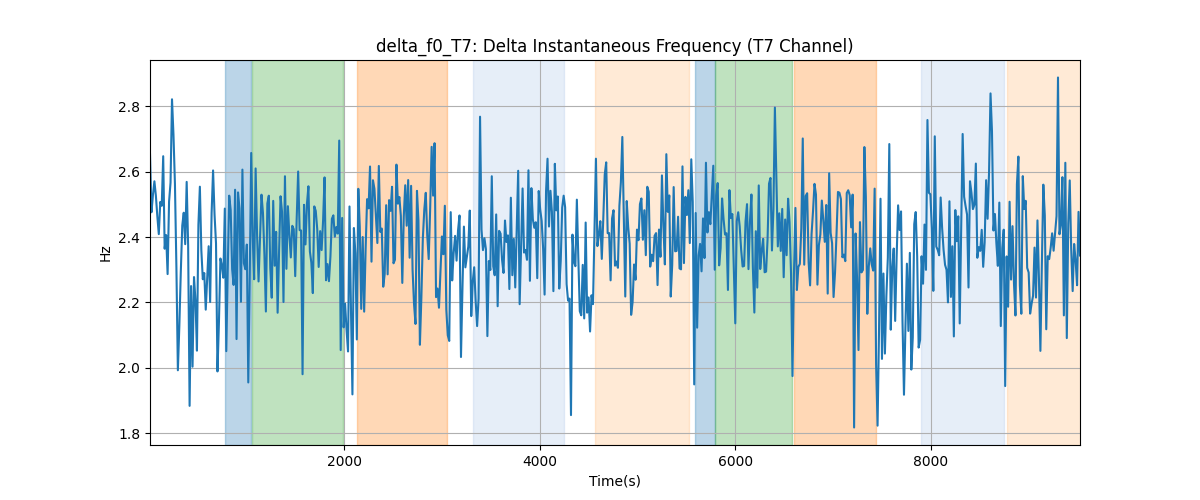 delta_f0_T7: Delta Instantaneous Frequency (T7 Channel)
2.8
2.6
2.4
2.2
2.0
1.8
Hz
2000 4000 6000 8000
Time(s)